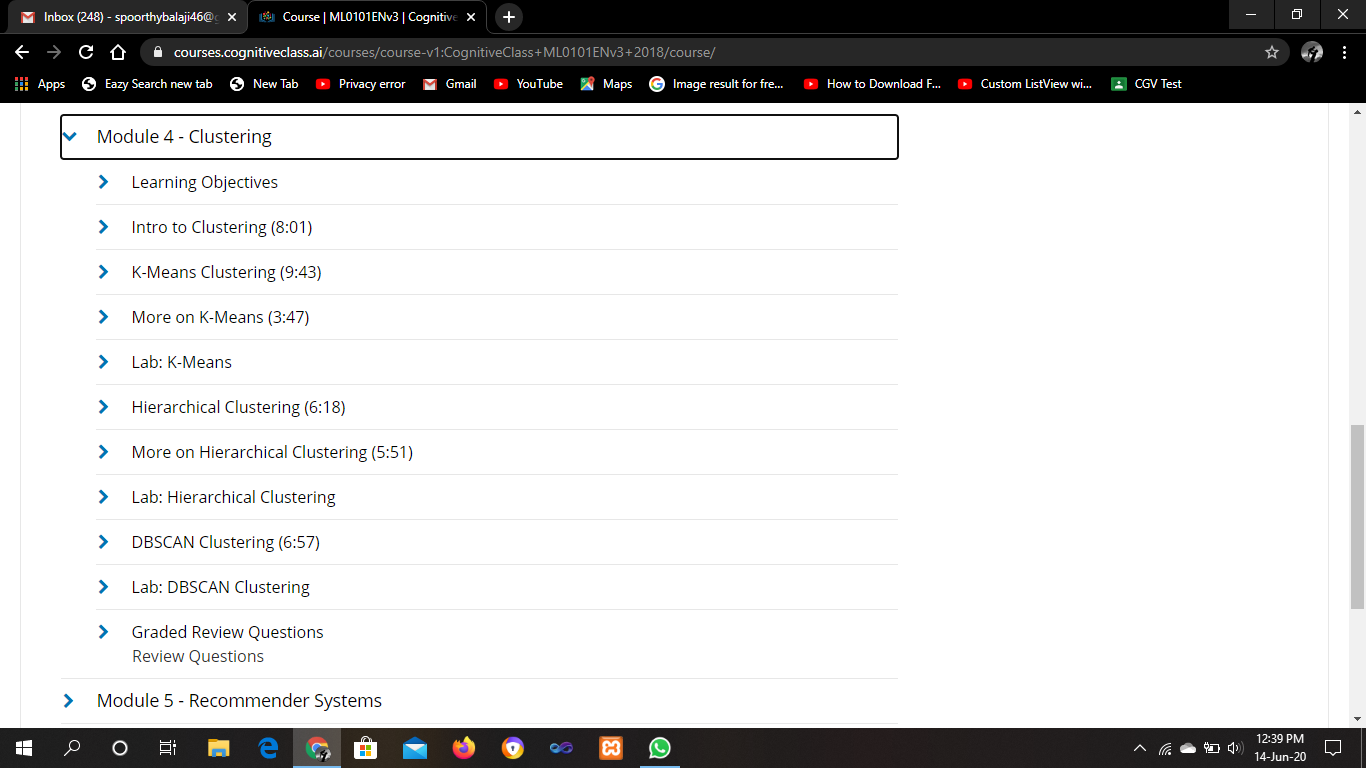 Inbox (248) - spoorthybalaji46@g
Course | ML0101ENv3 | Cognitive
courses.cognitiveclass.ai/courses/course-v1:CognitiveClass+ML0101ENv3+2018/course/
Apps
Eazy Search new tab
New Tab
Privacy error
Gmail
YouTube
Maps
Image result for fre...
How to Download F...
Custom ListView wi...
CGV Test
Module 4 - Clustering
Learning Objectives
Intro to Clustering (8:01)
K-Means Clustering (9:43)
More on K-Means (3:47)
Lab: K-Means
Hierarchical Clustering (6:18)
More on Hierarchical Clustering (5:51)
Lab: Hierarchical Clustering
DBSCAN Clustering (6:57)
Lab: DBSCAN Clustering
Graded Review Questions
Review Questions
Module 5 - Recommender Systems
12:39 PM
14-Jun-20